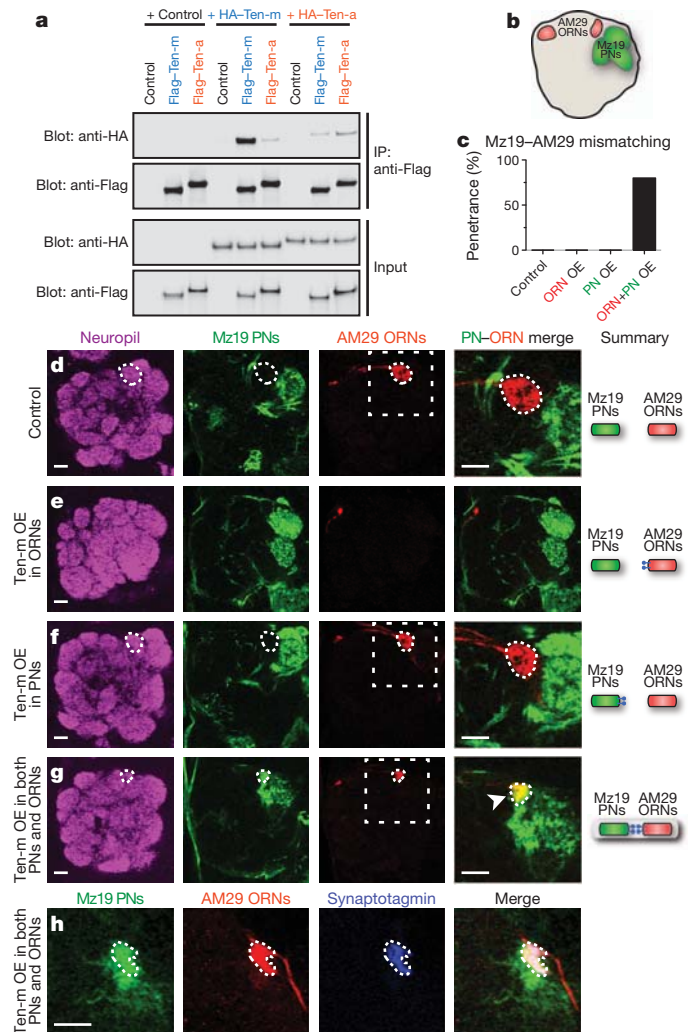 a
+ Control + HA–Ten-m + HA–Ten-a
Control
Flag–Ten-m
Flag–Ten-a
Control
Flag–Ten-m
Flag–Ten-a
Control
Flag–Ten-m
Flag–Ten-a
Blot: anti-HA
Blot: anti-Flag
IP:
anti-Flag
Blot: anti-HA
Blot: anti-Flag
Input
b
AM29
ORNs
Mz19
PNs
c Mz19–AM29 mismatching
Penetrance (%)
100
50
0
Control
ORN OE
PN OE
ORN+PN OE
Neuropil Mz19 PNs AM29 ORNs PN–ORN merge Summary
d
Control
Mz19
PNs
AM29
ORNs
e
Ten-m OE
in ORNs
Mz19
PNs
AM29
ORNs
f
Ten-m OE
in PNs
Mz19
PNs
AM29
ORNs
g
Ten-m OE in both
PNs and ORNs
Mz19
PNs
AM29
ORNs
Mz19 PNs AM29 ORNs Synaptotagmin Merge
h
Ten-m OE in both
PNs and ORNs